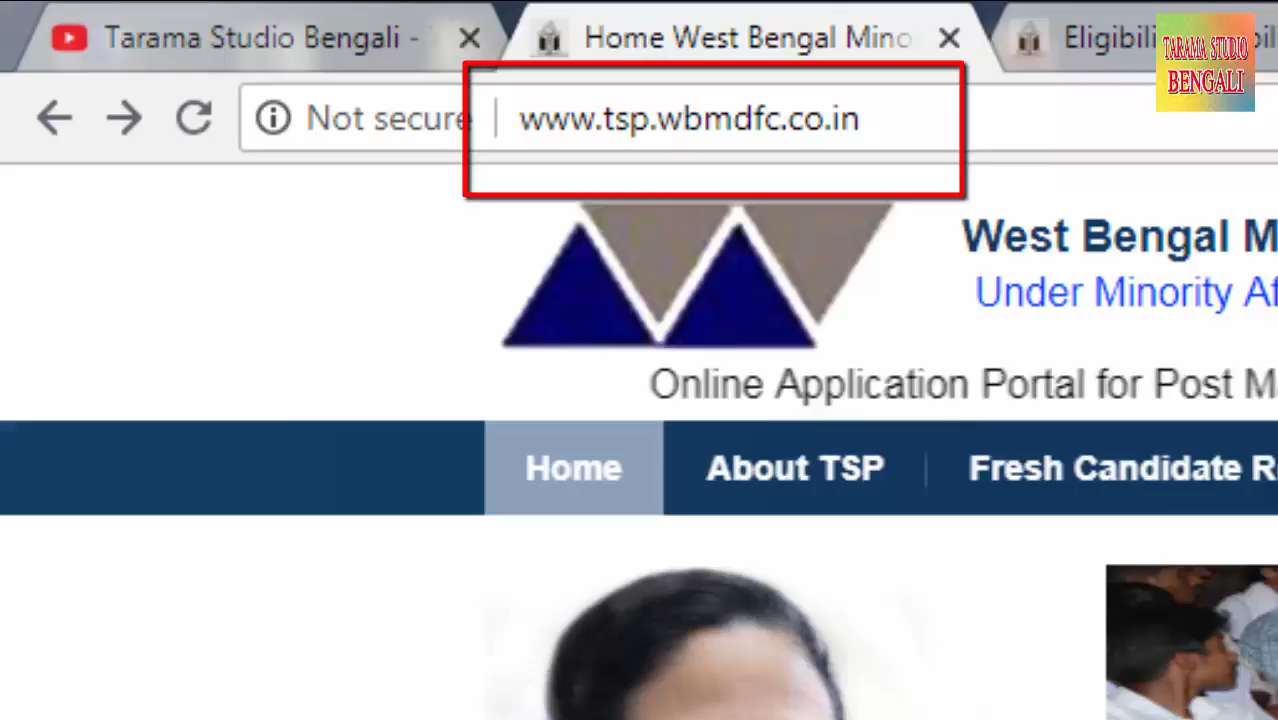 Tarama Studio Bengali -
Home West Bengal Mino
Eligibili
TARAMA STUDIO
BENGALI
Not secure
www.tsp.wbmdfc.co.in
West Bengal M
Under Minority Af
Online Application Portal for Post Ma
Home
About TSP
Fresh Candidate R